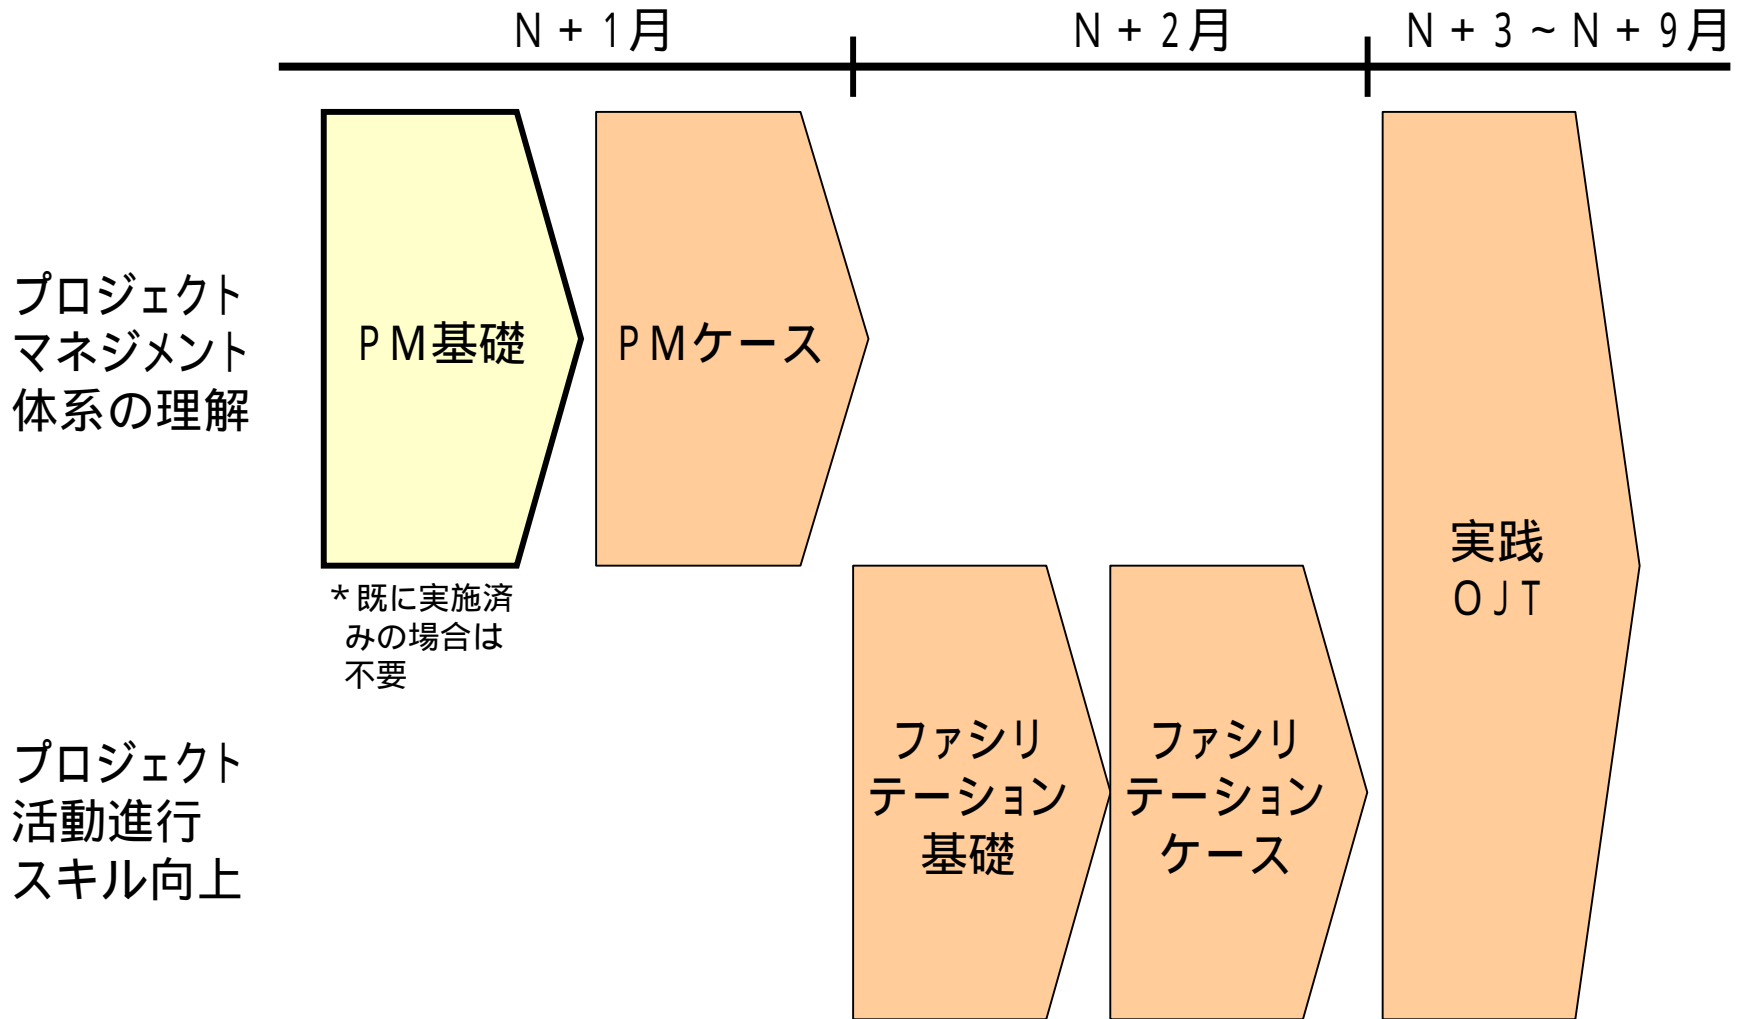 N+1月
N+2月
N+3~N+9月
プロジェクト
マネジメント
体系の理解
PM基礎
PMケース
*既に実施済
みの場合は
不要
実践
OJT
プロジェクト
活動進行
スキル向上
ファシリ
テーション
基礎
ファシリ
テーション
ケース